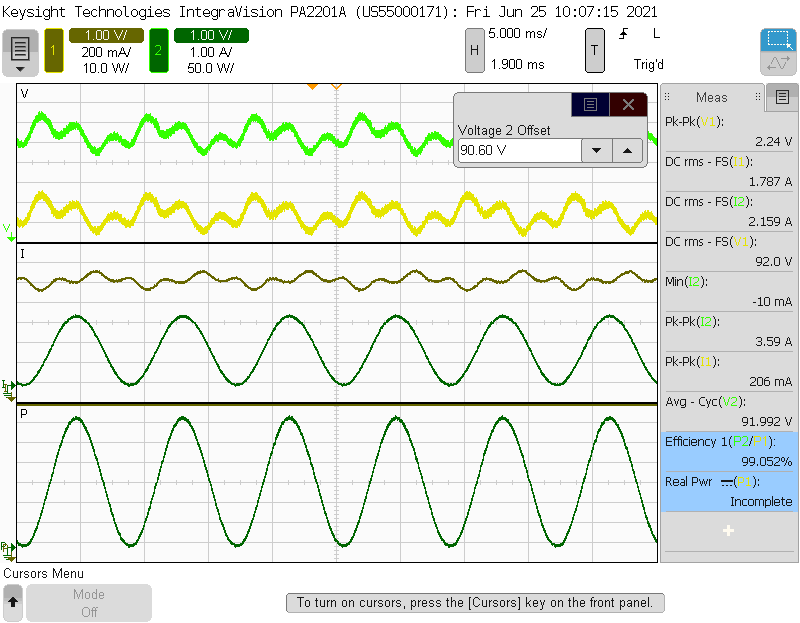 Keysight Technologies IntegraVision PA2201A (US55000171): Fri Jun 25 10:07:15 2021
1
1.00 V/
200 mA/
10.0 W/
2
1.00 V/
1.00 A/
50.0 W/
H
5.000 ms/
1.900 ms
T
L
Trig'd
V
Voltage 2 Offset
90.60 V
V
I
I
P
P
Meas
Pk-Pk(V1):
2.24 V
DC rms - FS(I1):
1.787 A
DC rms - FS(I2):
2.159 A
DC rms - FS(V1):
92.0 V
Min(I2):
-10 mA
Pk-Pk(I2):
3.59 A
Pk-Pk(I1):
206 mA
Avg - Cyc(V2):
91.992 V
Efficiency 1(P2/P ):
99.052%
Real Pwr (P1):
Incomplete
Cursors Menu
Mode
Off
To turn on cursors, press the [Cursors] key on the front panel.